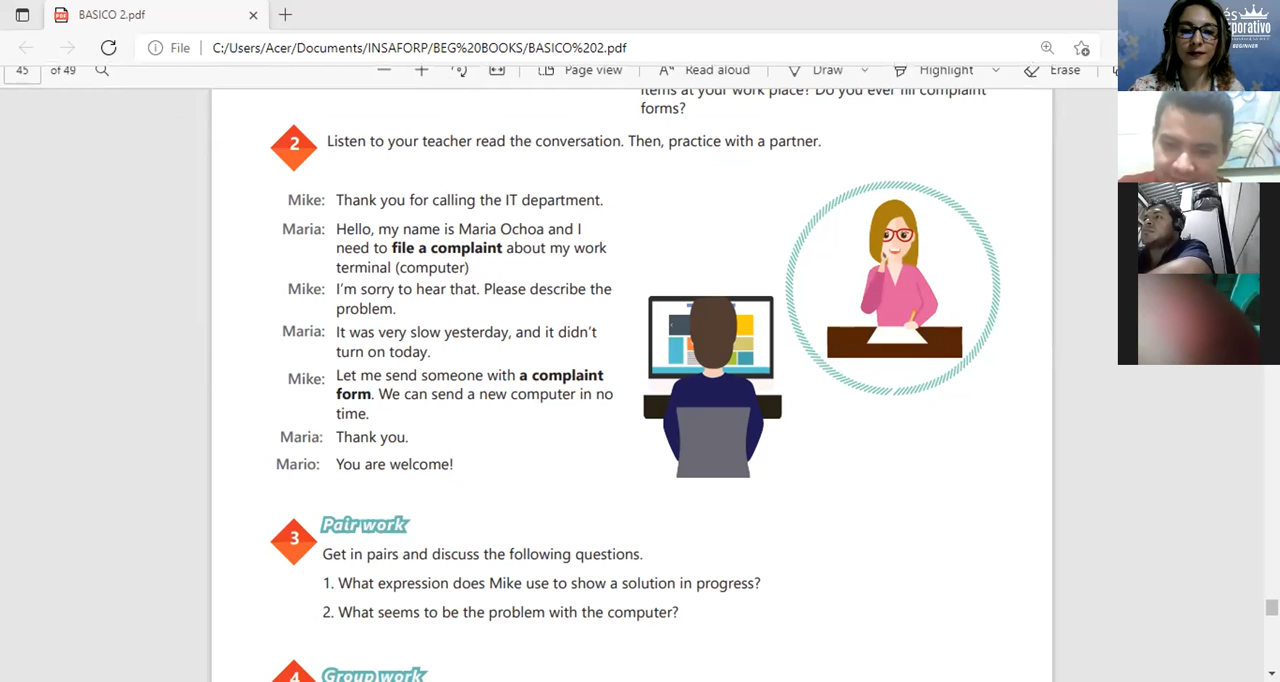 BASICO 2.pdf
File C:/Users/Acer/Documents/INSAFORP/BEG%20BOOKS/BASICO%202.pdf
45 of 49 Page view Read aloud Draw Highlight Erase
items at your work place? Do you ever fill complaint
forms?
2 Listen to your teacher read the conversation. Then, practice with a partner.
Mike: Thank you for calling the IT department.
Maria: Hello, my name is Maria Ochoa and I
need to file a complaint about my work
terminal (computer)
Mike: I'm sorry to hear that. Please describe the
problem.
Maria: It was very slow yesterday, and it didn't
turn on today.
Mike: Let me send someone with a complaint
form. We can send a new computer in no
time.
Maria: Thank you.
Mario: You are welcome!
3 Pair work
Get in pairs and discuss the following questions.
1. What expression does Mike use to show a solution in progress?
2. What seems to be the problem with the computer?
4 Group work
BEGINNER